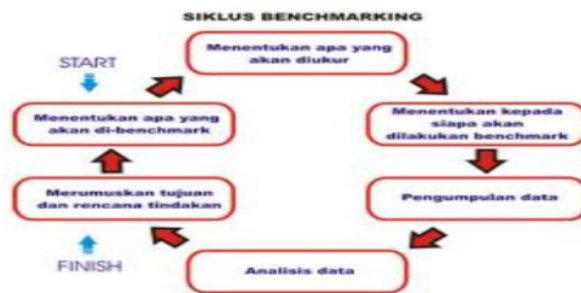 SIKLUS BENCHMARKING
START
Menentukan apa yang
akan di-benchmark
Menentukan apa yang
akan diukur
Menentukan kepada
siapa akan
dilakukan benchmark
Pengumpulan data
Analisis data
Merumuskan tujuan
dan rencana tindakan
FINISH